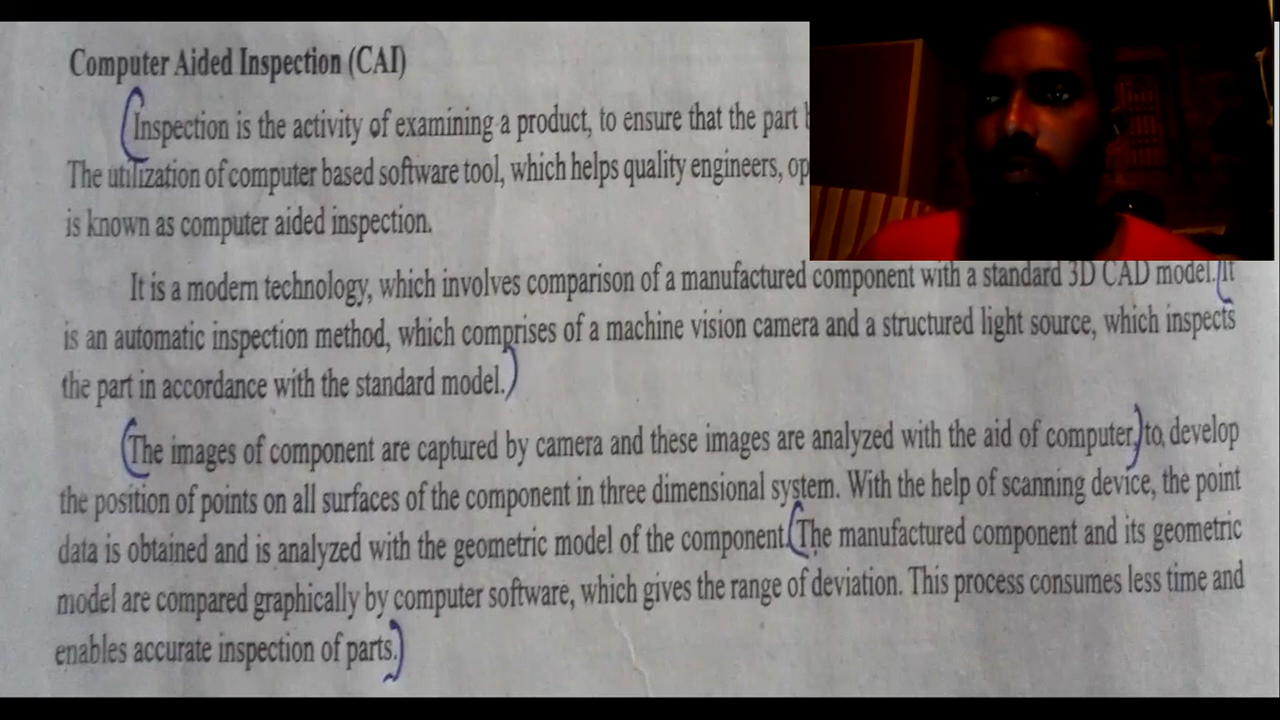 Computer Aided Inspection (CAI)
Inspection is the activity of examining a product, to ensure that the part
The utilization of computer based software tool, which helps quality engineers,
is known as computer aided inspection.
It is a modern technology, which involves comparison of a manufactured component with a standard 3D CAD model. It
is an automatic inspection method, which comprises of a machine vision camera and a structured light source, which inspects
the part in accordance with the standard model.
The images of component are captured by camera and these images are analyzed with the aid of computer, to, develop
the position of points on all surfaces of the component in three dimensional system. With the help of scanning device, the point
data is obtained and is analyzed with the geometric model of the component. The manufactured component and its geometric
model are compared graphically by computer software, which gives the range of deviation. This process consumes less time and
enables accurate inspection of parts.